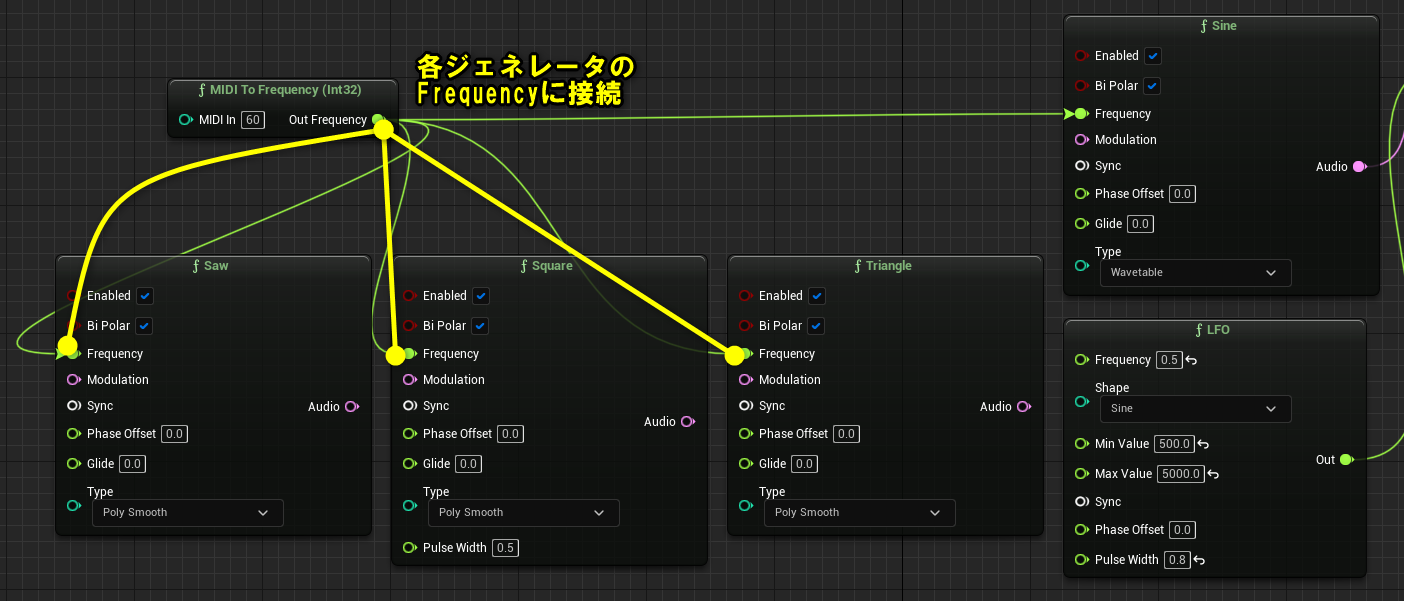 各ジェネレータの
Frequencyに接続
MIDI To Frequency (Int32)
MIDI In 60 Out Frequency
Sine
Enabled
Bi Polar
Frequency
Modulation
Sync
Audio
Phase Offset 0.0
Glide 0.0
Type
Wavetable
Saw
Enabled
Bi Polar
Frequency
Modulation
Sync
Audio
Phase Offset 0.0
Glide 0.0
Type
Poly Smooth
Square
Enabled
Bi Polar
Frequency
Modulation
Sync
Audio
Phase Offset 0.0
Glide 0.0
Type
Poly Smooth
Pulse Width 0.5
Triangle
Enabled
Bi Polar
Frequency
Modulation
Sync
Audio
Phase Offset 0.0
Glide 0.0
Type
Poly Smooth
LFO
Frequency 0.5
Shape
Sine
Min Value 500.0
Out
Max Value 5000.0
Sync
Phase Offset 0.0
Pulse Width 0.8